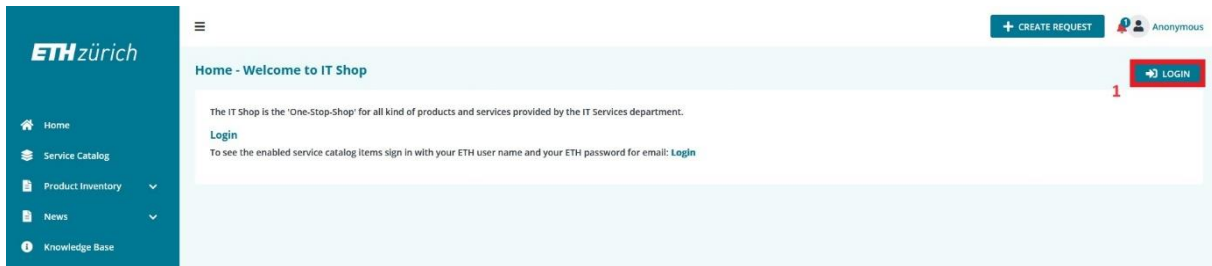 ETH zürich
Home
Service Catalog
Product Inventory
News
Knowledge Base
+ CREATE REQUEST
1
Anonymous
Home - Welcome to IT Shop
LOGIN
1
The IT Shop is the 'One-Stop-Shop' for all kind of products and services provided by the IT Services department.
Login
To see the enabled service catalog items sign in with your ETH user name and your ETH password for email: Login